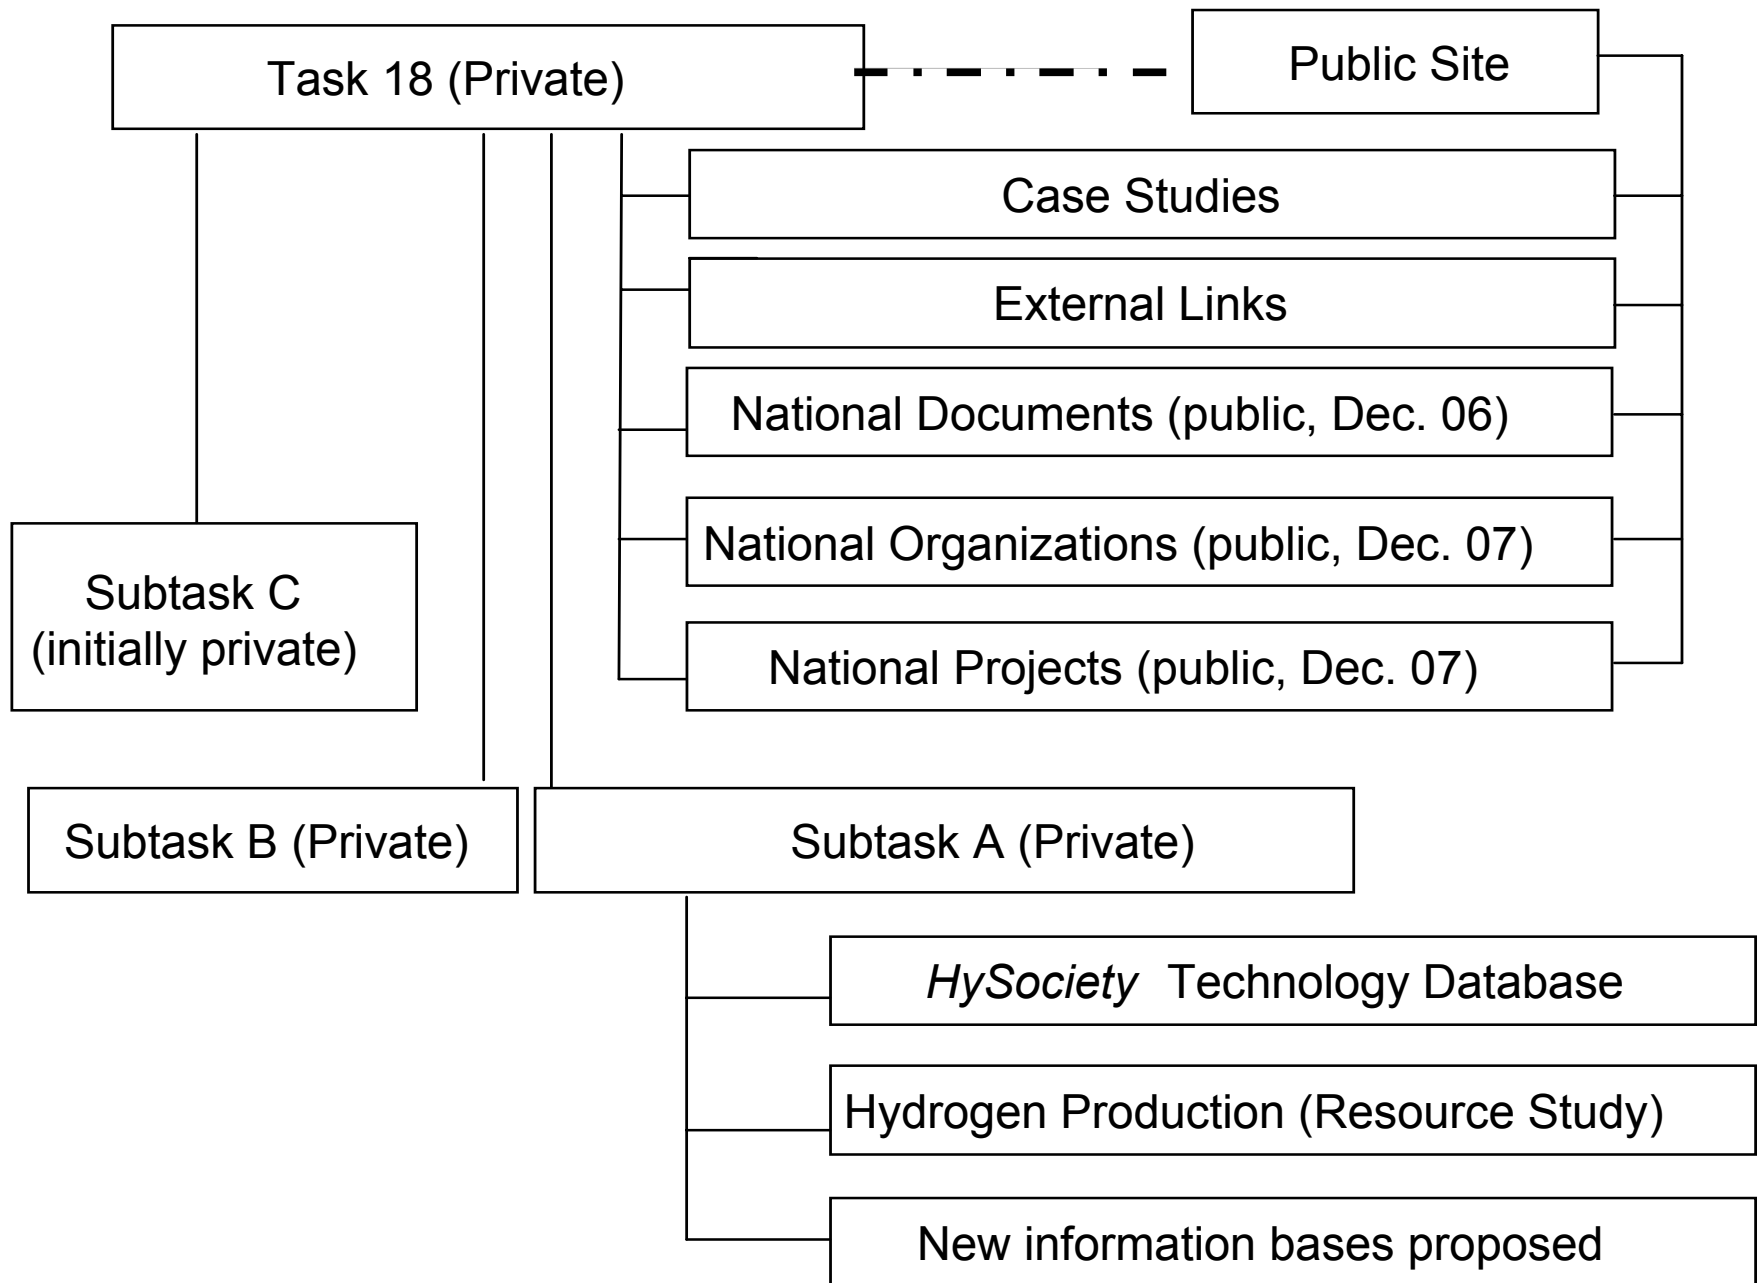 Task 18 (Private)
Public Site
Case Studies
External Links
National Documents (public, Dec. 06)
National Organizations (public, Dec. 07)
National Projects (public, Dec. 07)
Subtask C
(initially private)
Subtask B (Private)
Subtask A (Private)
HySociety Technology Database
Hydrogen Production (Resource Study)
New information bases proposed